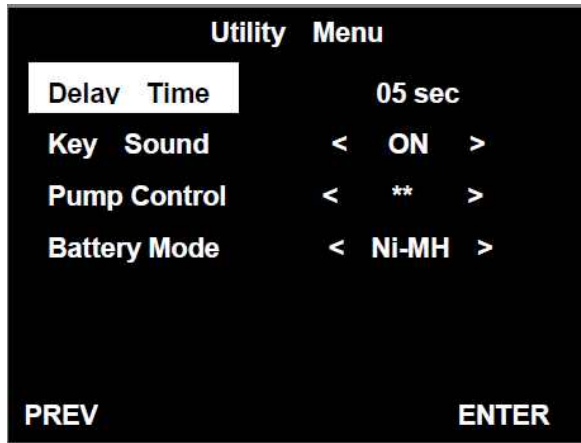 Utility Menu
Delay Time 05 sec
Key Sound < ON >
Pump Control < ** >
Battery Mode < Ni-MH >
PREV ENTER